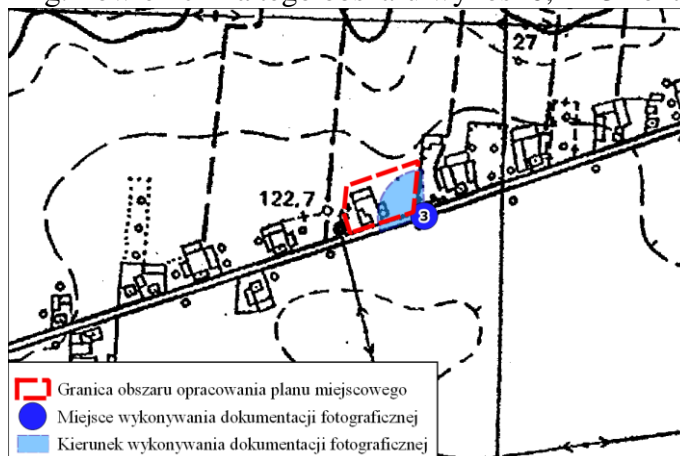 27
122,7
3
Granica obszaru opracowania planu miejscowego
Miejsce wykonywania dokumentacji fotograficznej
Kierunek wykonywania dokumentacji fotograficznej